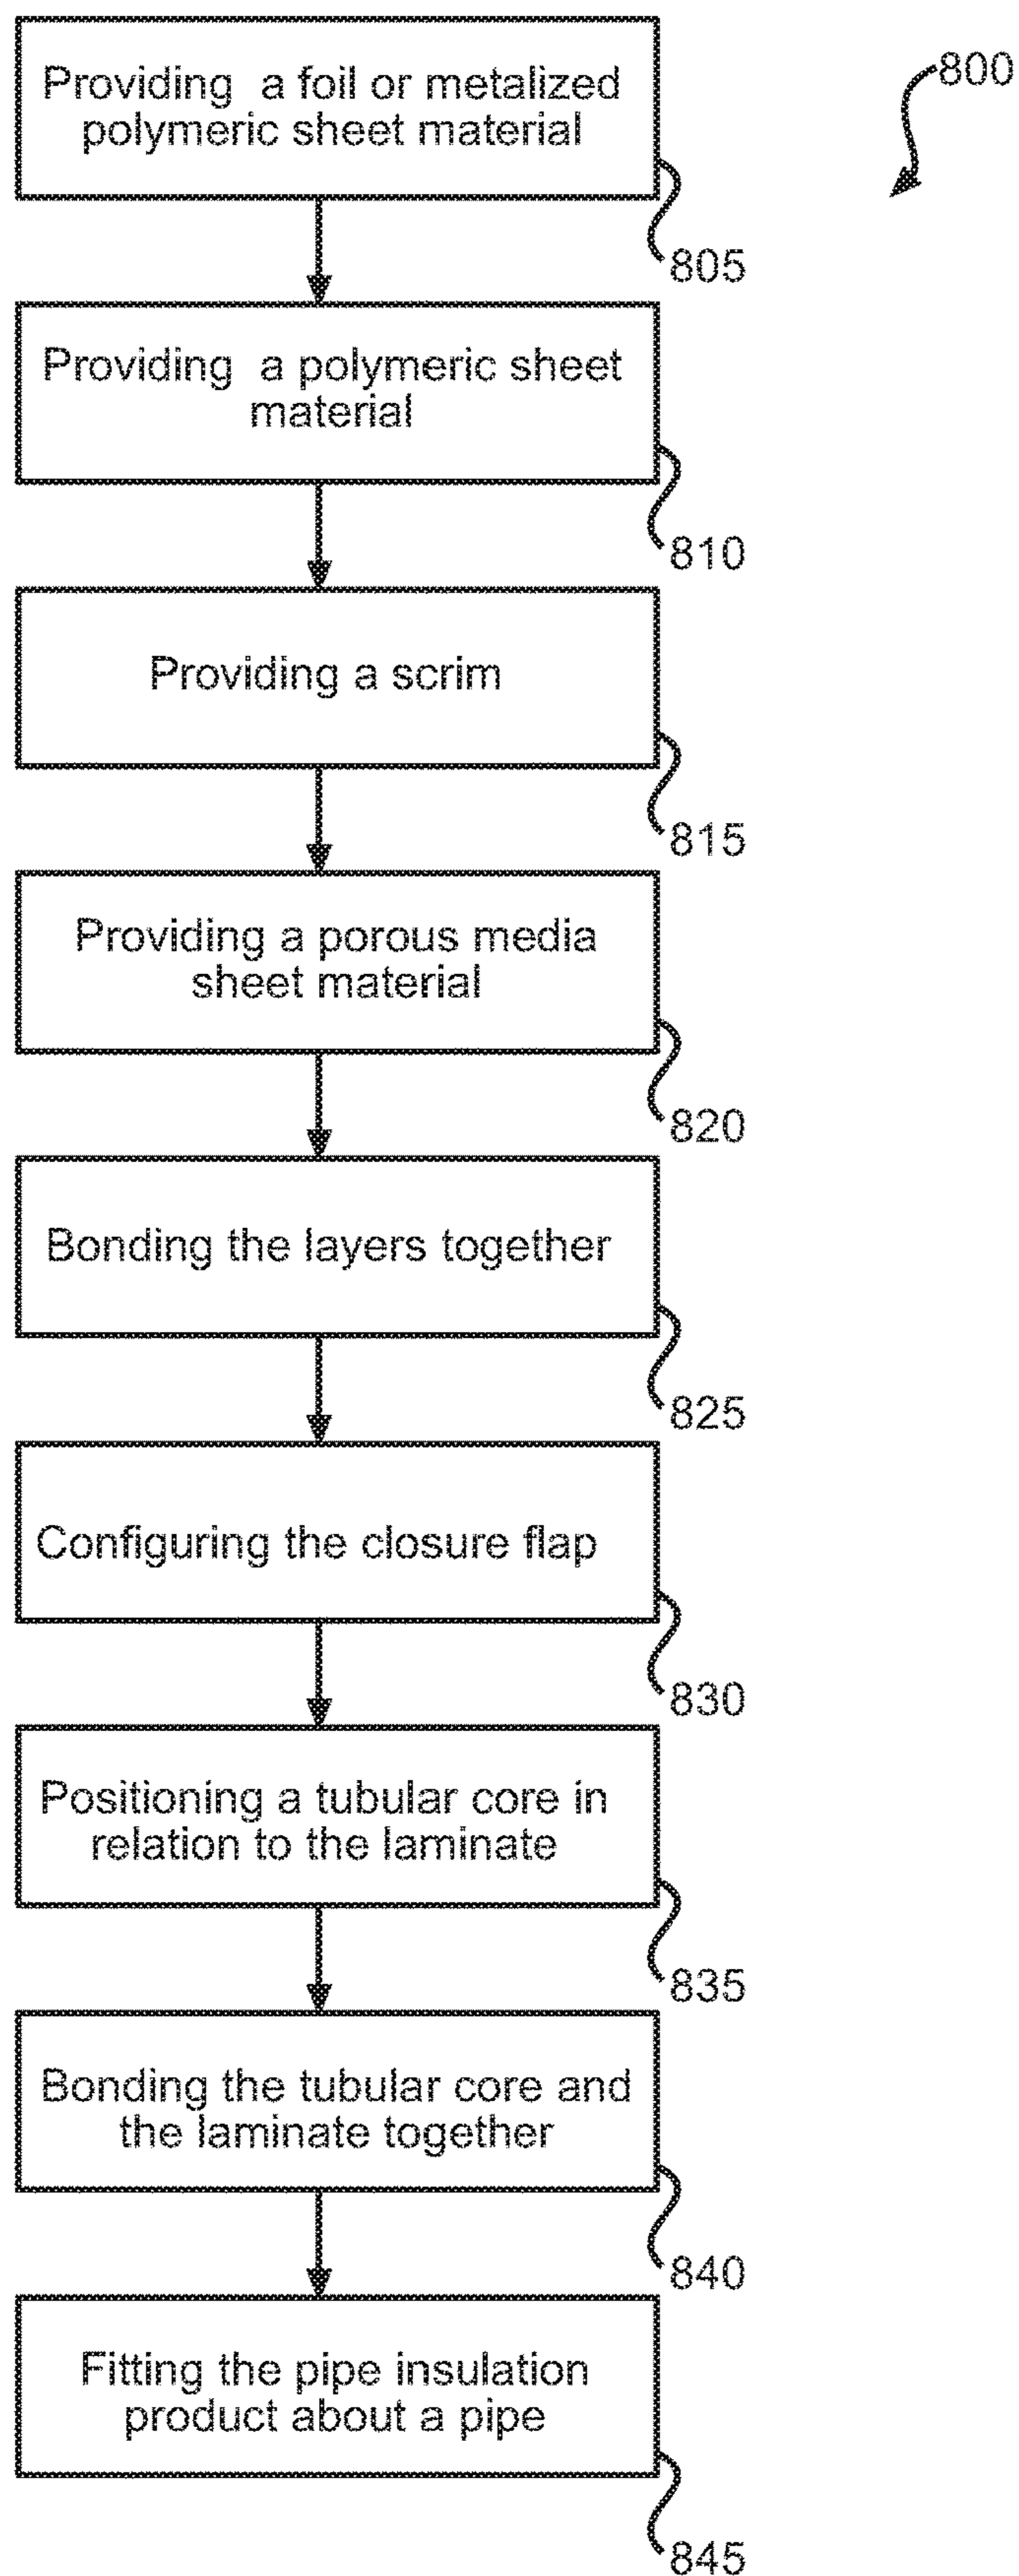 Providing a foil or metalized
polymeric sheet material
800
805
Providing a polymeric sheet
material
810
Providing a scrim
815
Providing a porous media
sheet material
820
Bonding the layers together
825
Configuring the closure flap
830
Positioning a tubular core in
relation to the laminate
835
Bonding the tubular core and
the laminate together
840
Fitting the pipe insulation
product about a pipe
845